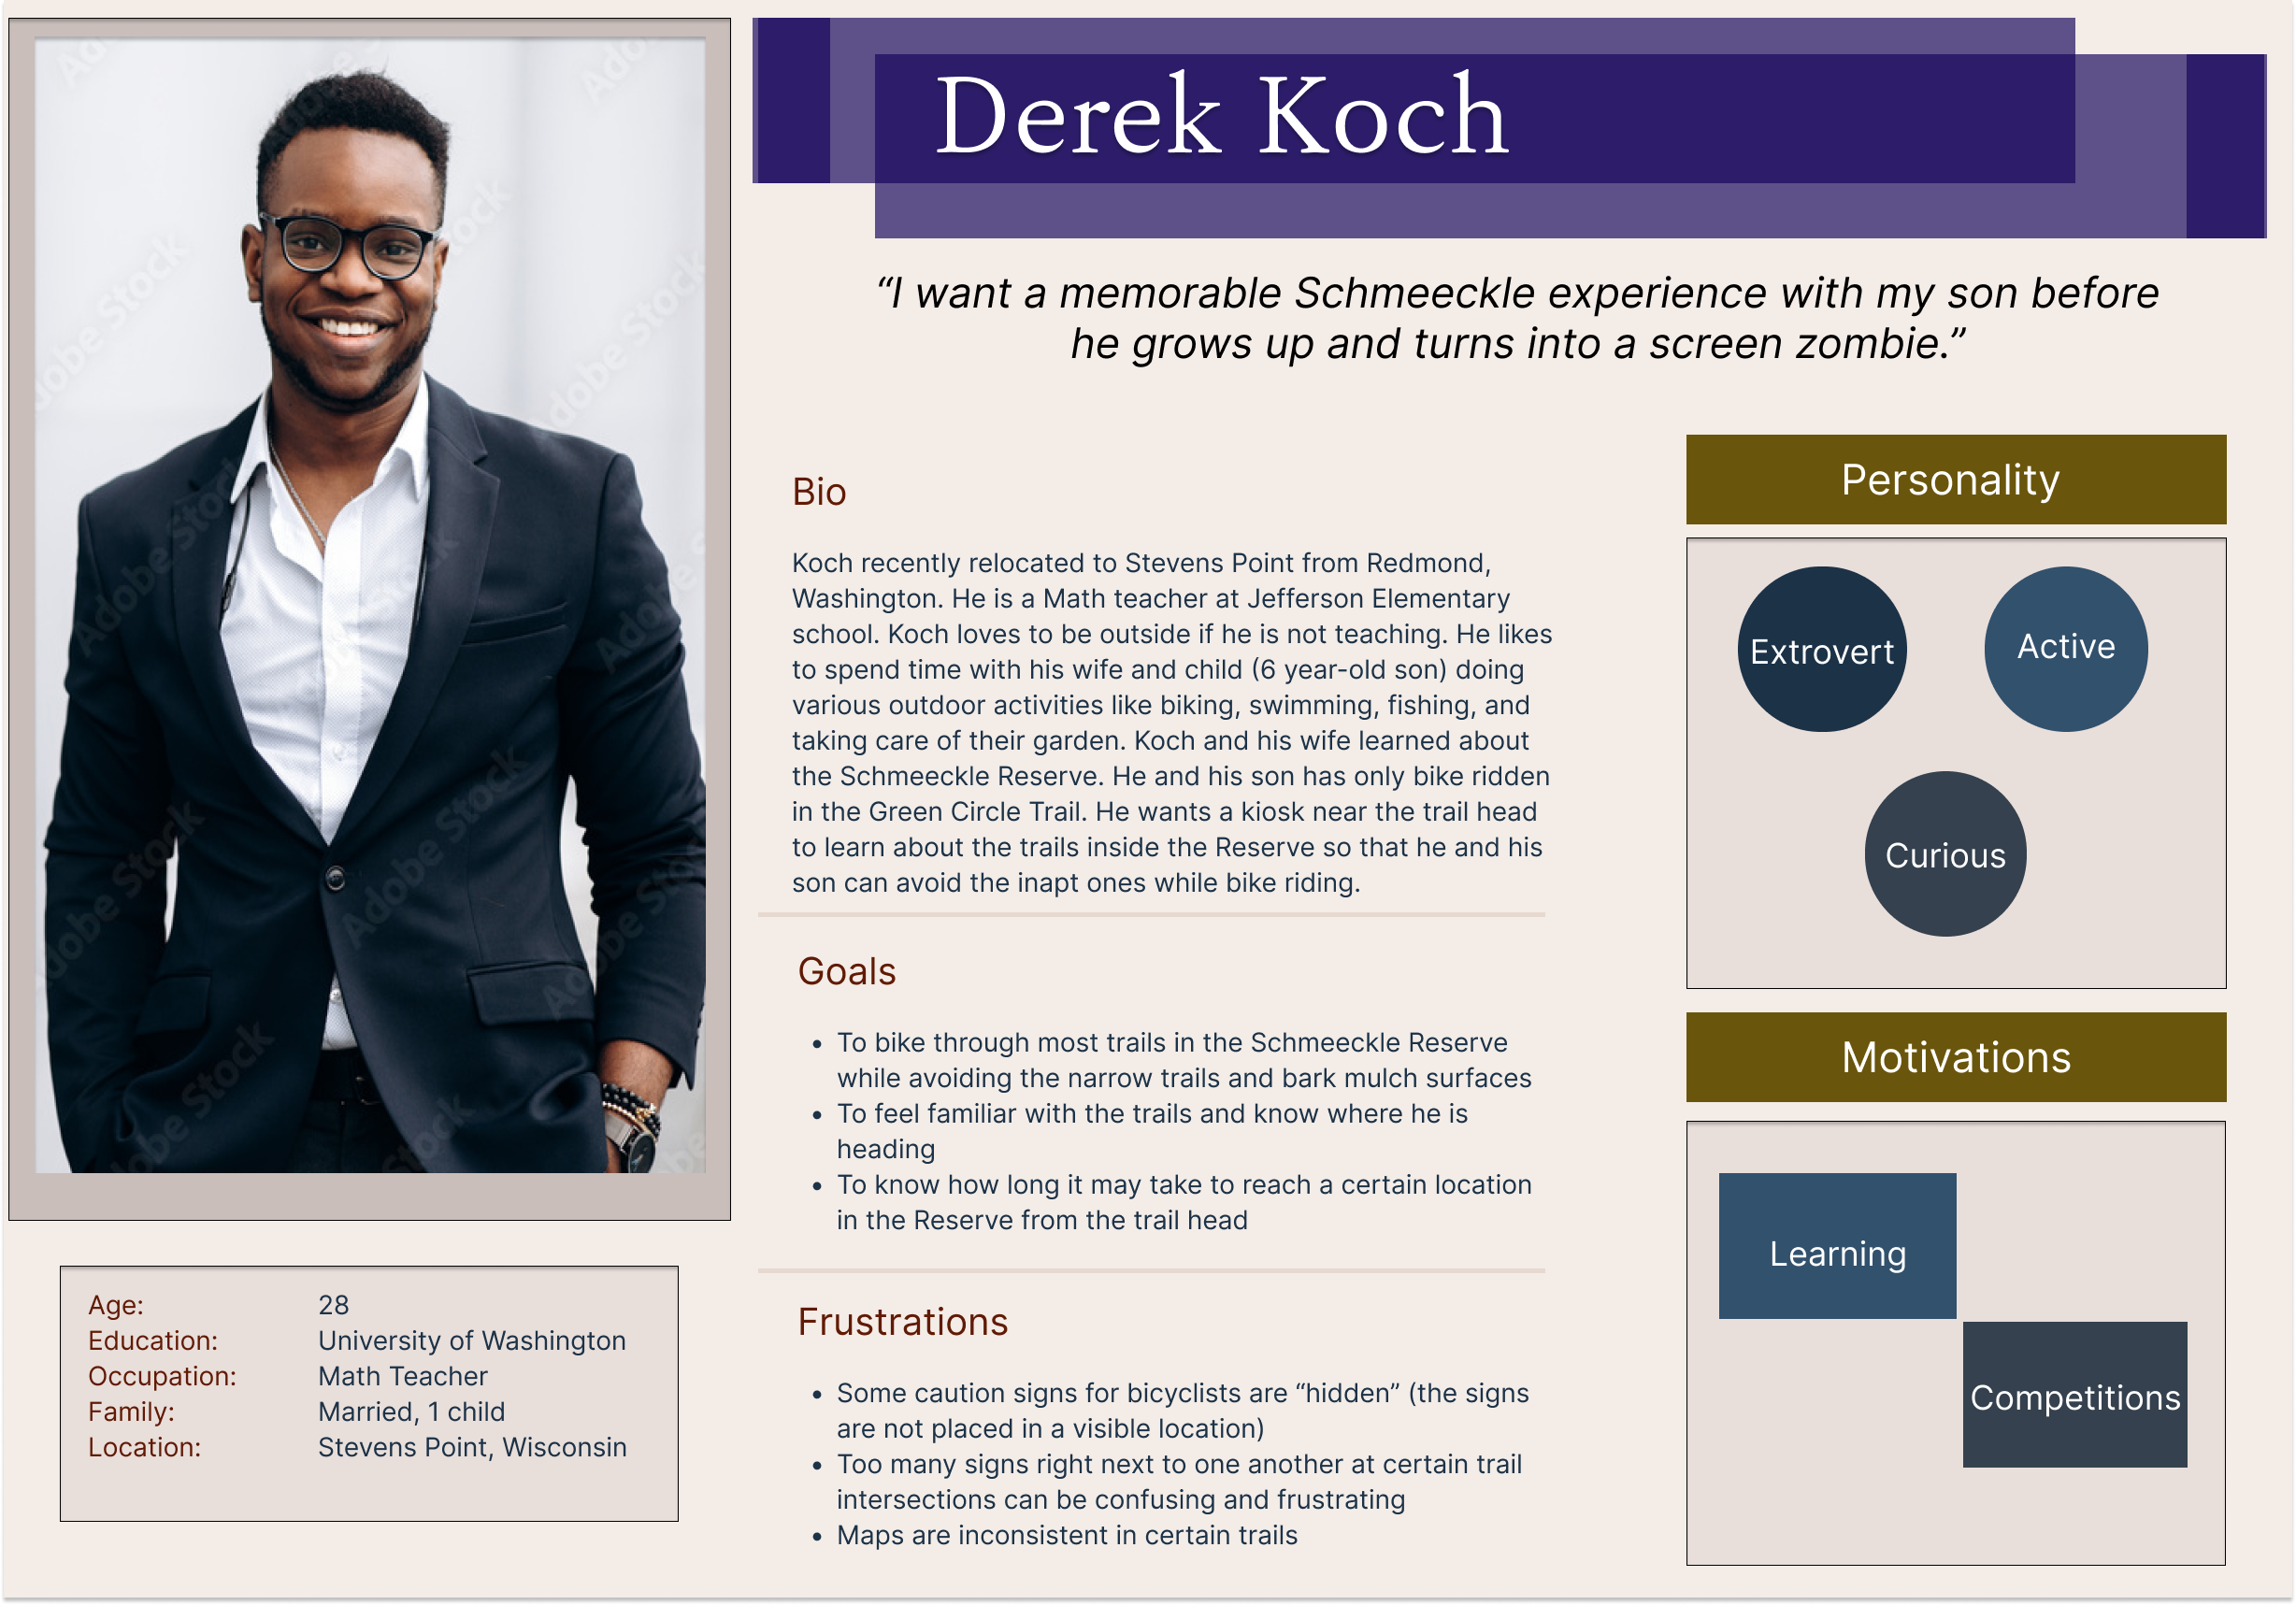 Derek Koch
“I want a memorable Schmeeckle experience with my son before
he grows up and turns into a screen zombie.”
Bio
Koch recently relocated to Stevens Point from Redmond,
Washington. He is a Math teacher at Jefferson Elementary
school. Koch loves to be outside if he is not teaching. He likes
to spend time with his wife and child (6 year-old son) doing
various outdoor activities like biking, swimming, fishing, and
taking care of their garden. Koch and his wife learned about
the Schmeeckle Reserve. He and his son has only bike ridden
in the Green Circle Trail. He wants a kiosk near the trail head
to learn about the trails inside the Reserve so that he and his
son can avoid the inapt ones while bike riding.
Goals
• To bike through most trails in the Schmeeckle Reserve
while avoiding the narrow trails and bark mulch surfaces
• To feel familiar with the trails and know where he is
heading
• To know how long it may take to reach a certain location
in the Reserve from the trail head
Frustrations
• Some caution signs for bicyclists are “hidden” (the signs
are not placed in a visible location)
• Too many signs right next to one another at certain trail
intersections can be confusing and frustrating
• Maps are inconsistent in certain trails
Personality
Extrovert
Active
Curious
Motivations
Learning
Competitions
Age: 28
Education: University of Washington
Occupation: Math Teacher
Family: Married, 1 child
Location: Stevens Point, Wisconsin
Adobe Stock
Adobe Stock
Adobe Stock
Adobe Stock
Adobe Stock
Adobe Stock